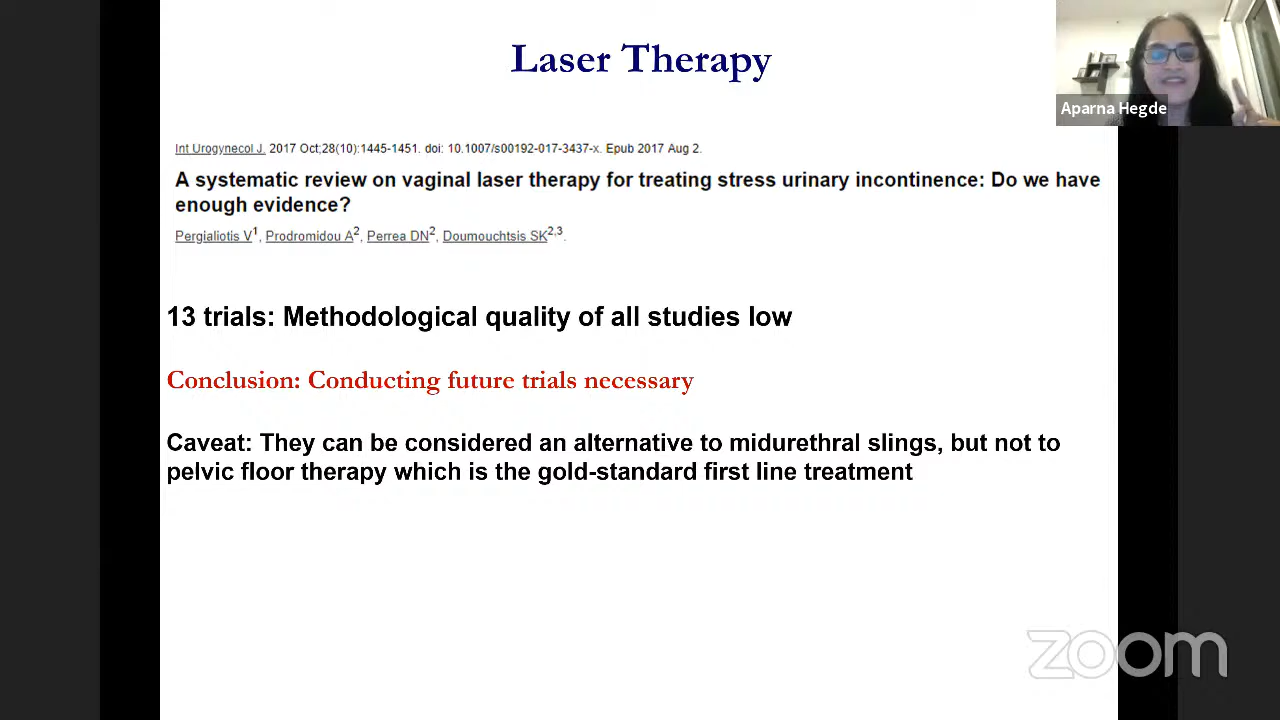 Laser Therapy
Aparna Hegde
Int Urogynecol J. 2017 Oct;28(10):1445-1451. doi: 10.1007/s00192-017-3437-x. Epub 2017 Aug 2.
A systematic review on vaginal laser therapy for treating stress urinary incontinence: Do we have
enough evidence?
Pergialiotis V1, Prodromidou A2, Perrea DN2, Doumouchtsis SK2,3.
13 trials: Methodological quality of all studies low
Conclusion: Conducting future trials necessary
Caveat: They can be considered an alternative to midurethral slings, but not to
pelvic floor therapy which is the gold-standard first line treatment
zoom